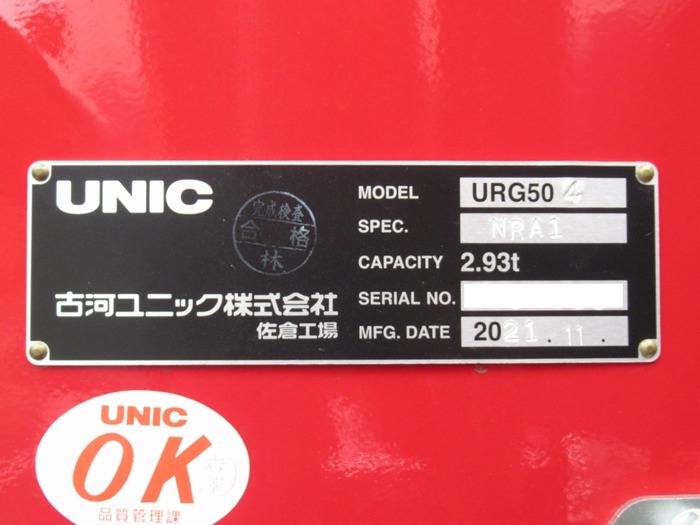 UNIC
完成検査
合格
林
古河ユニック株式会社
佐倉工場
MODEL URG504
SPEC. NRA1
CAPACITY 2.93t
SERIAL NO.
MFG. DATE 2021.11.
UNIC
OK
品質管理課